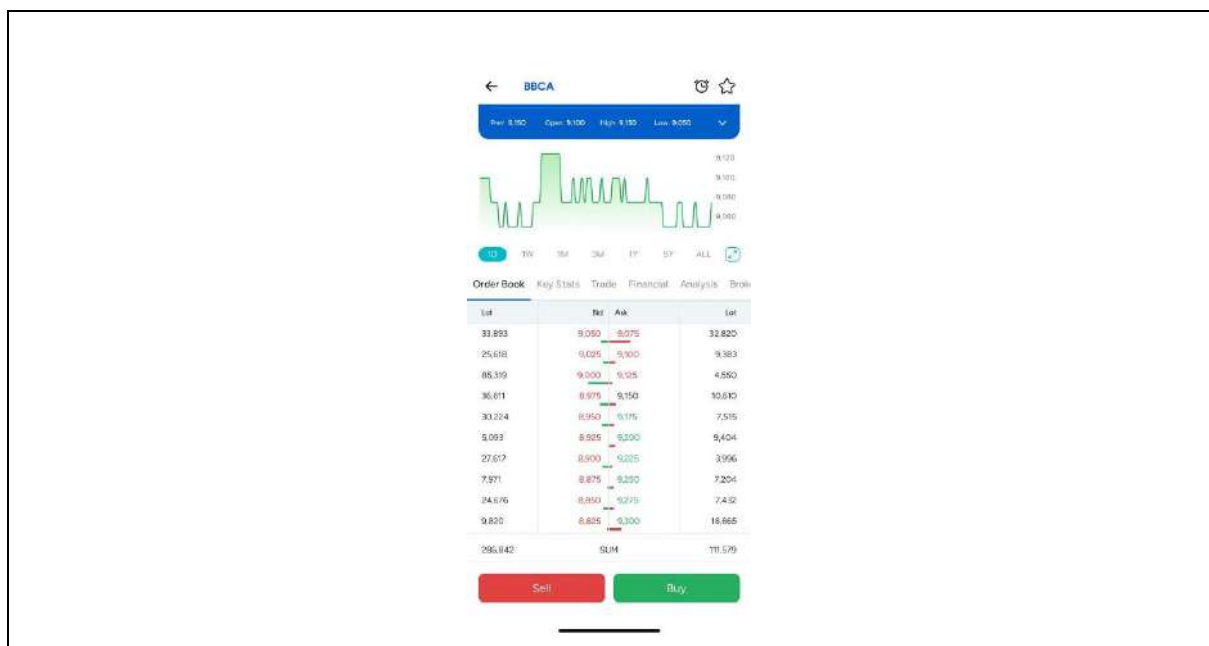 BBCA
Prev: 9,150 Open: 9,100 High: 9,150 Low: 9,050
9,120
9,100
9,080
9,060
1D 1W 1M 3M 1Y 5Y ALL
Order Book Key Stats Trade Financial Analysis Brok
Lot Bid Ask Lot
33,893 9,050 9,075 32,820
25,618 9,025 9,100 9,383
85,319 9,000 9,125 4,550
36,611 8,975 9,150 10,610
30,224 8,950 9,175 7,515
5,093 8,925 9,200 9,404
27,617 8,900 9,225 3,996
7,971 8,875 9,250 7,204
24,676 8,850 9,275 7,432
9,820 8,825 9,300 18,665
286,842 SUM 111,579
Sell Buy